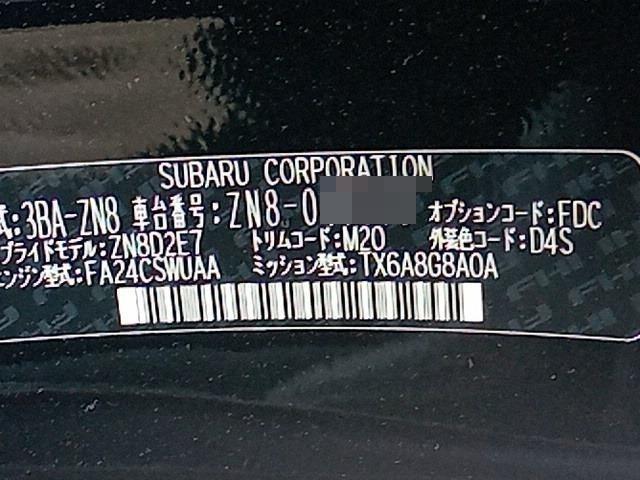 SUBARU CORPORATION
式:3BA-ZN8 車台番号:ZN8-0 オプションコード:FDC
プライドモデル:ZN8D2E7 トリムコード:M20 外装色コード:D4S
エンジン型式:FA24CSWUAA ミッション型式:TX6A8G8A0A